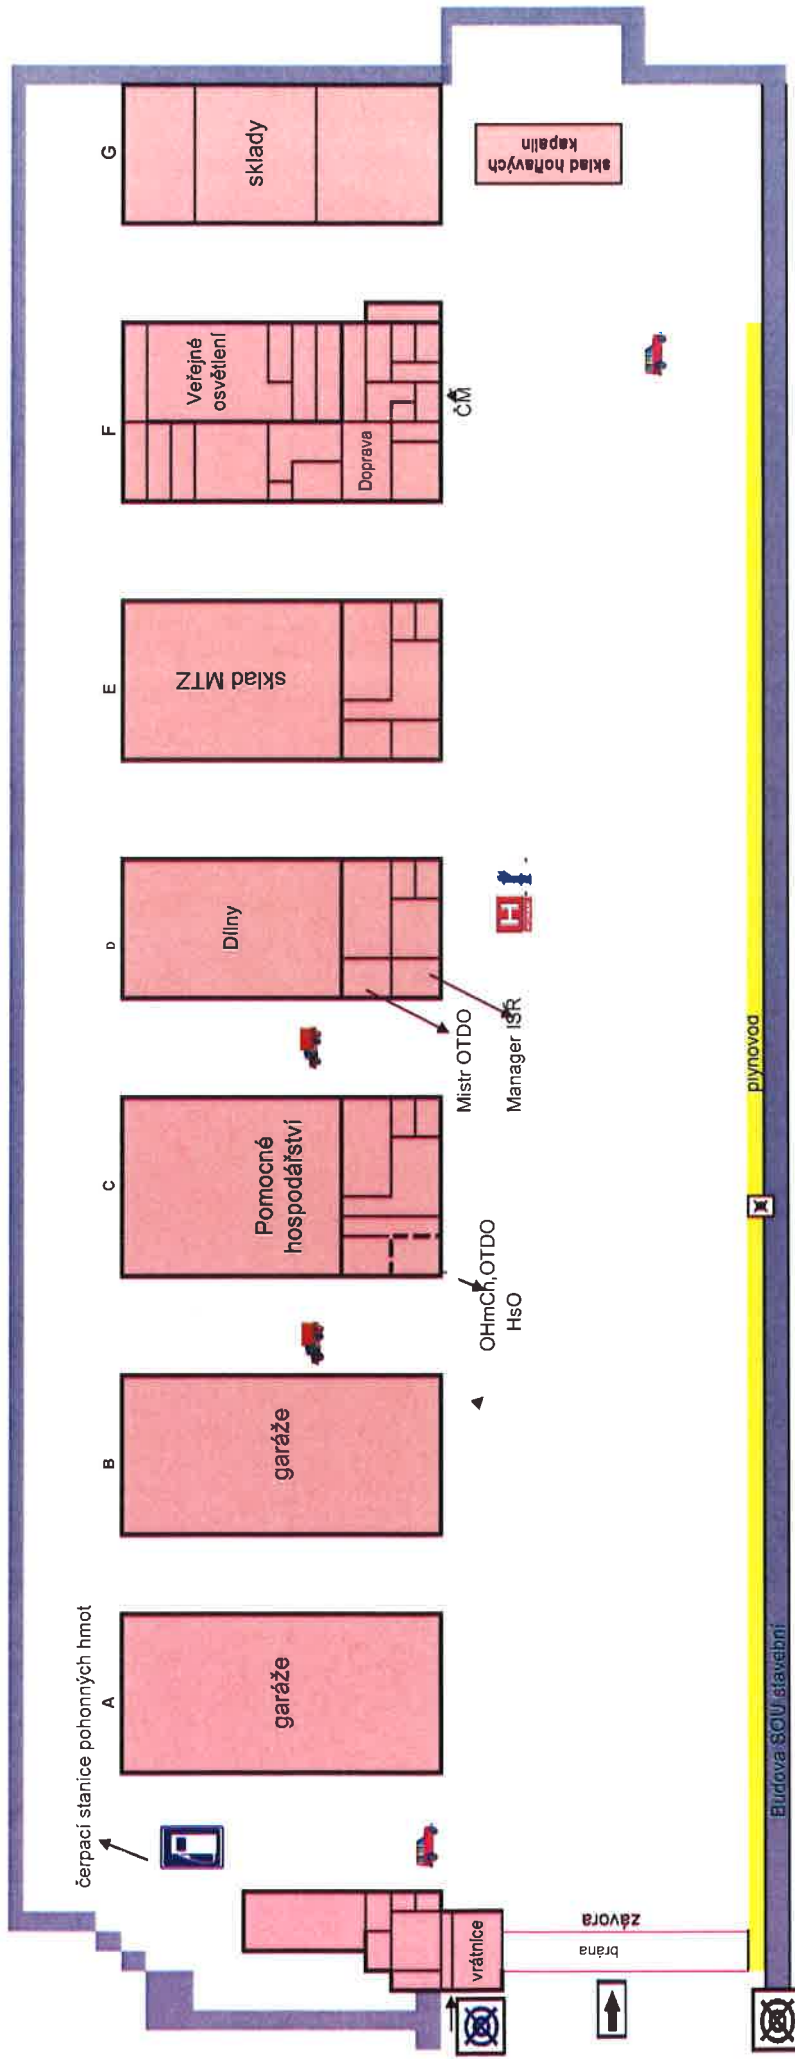 čerpací stanice pohonných hmot
A
garáže
B
garáže
C
Pomocné
hospodářství
D
Dílny
E
sklad MTZ
F
Veřejné
osvětlení
Doprava
G
sklady
sklad hořlavých
kapalin
OHmCh,OTDO
HsO
Mistr OTDO
Manager ISŘ
H
ČM
vrátnice
brána
závora
plynovod
Budova SOU stavební